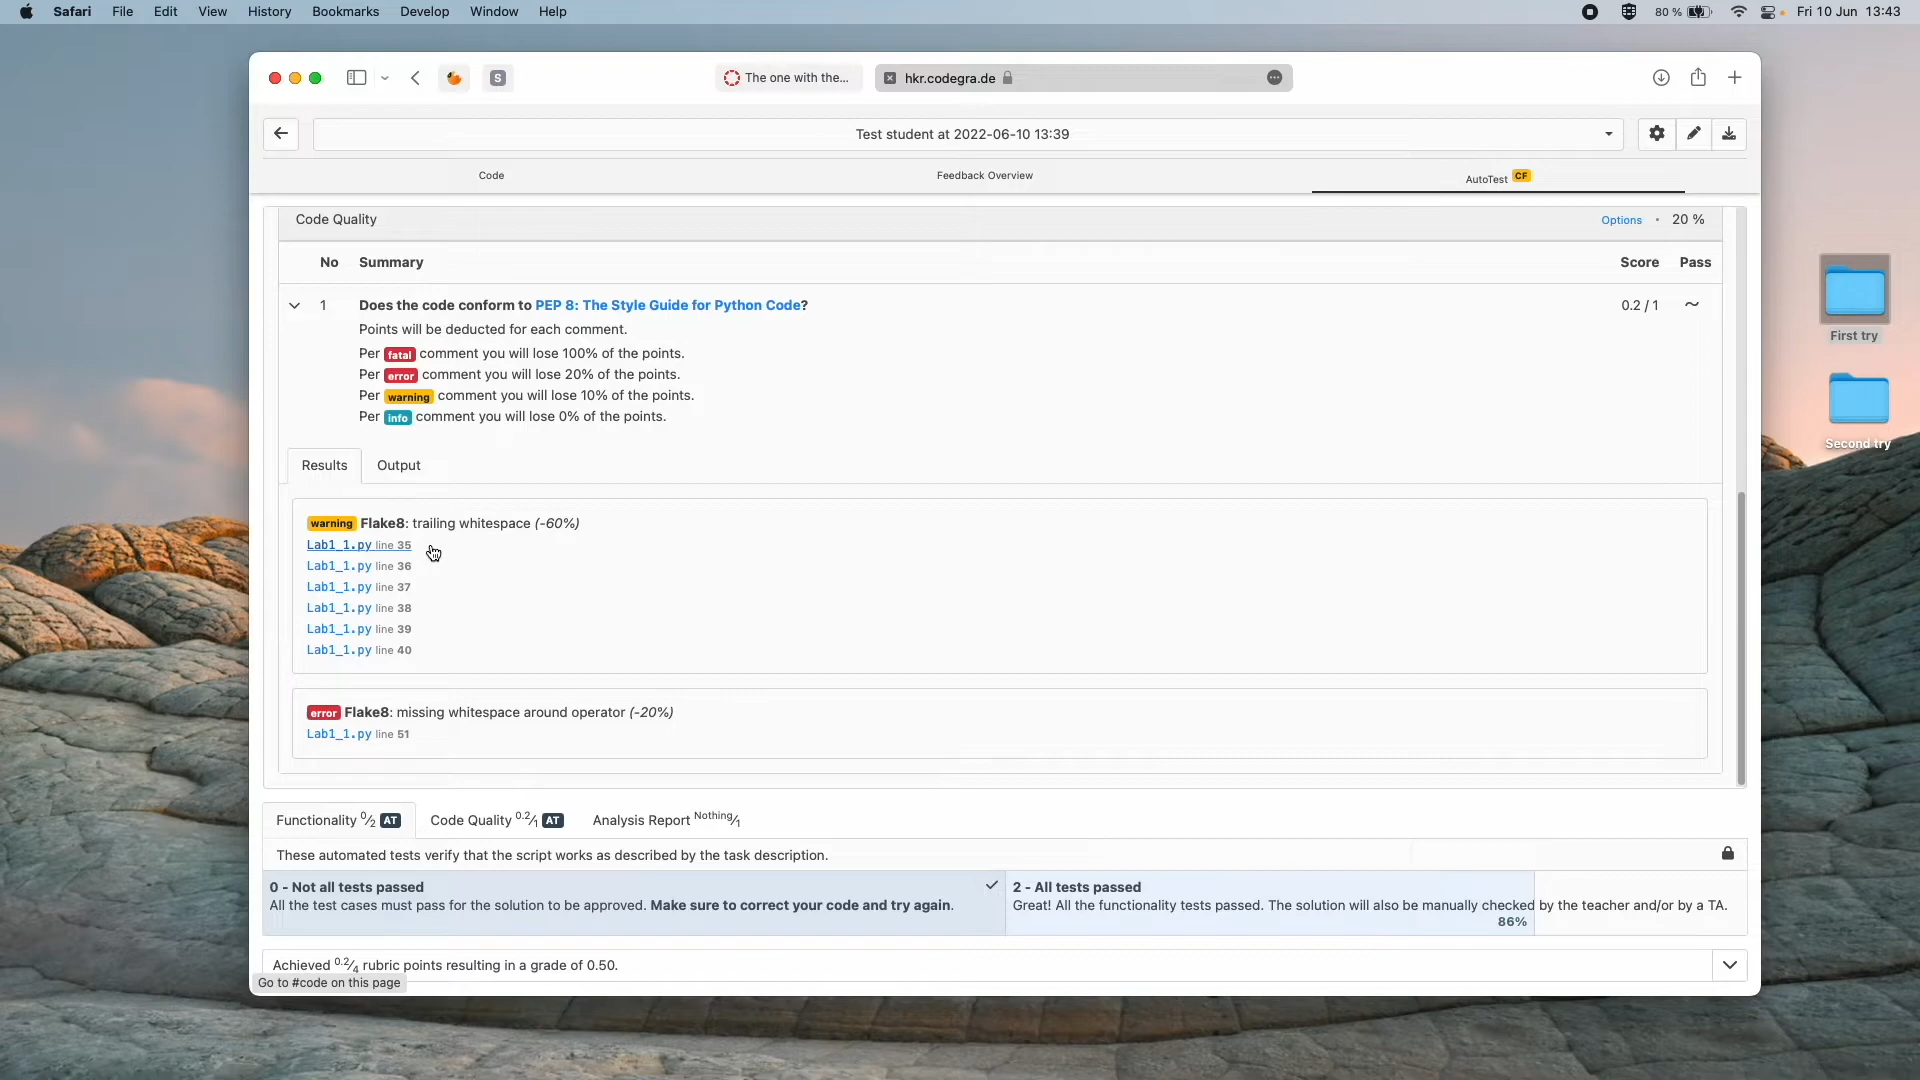 Safari File Edit View History Bookmarks Develop Window Help 80 % Fri 10 Jun 13:43
S The one with the... hkr.codegra.de
Test student at 2022-06-10 13:39
Code Feedback Overview AutoTest CF
Code Quality Options • 20 %
No Summary Score Pass
1 Does the code conform to PEP 8: The Style Guide for Python Code? 0.2 / 1 ~
Points will be deducted for each comment.
Per fatal comment you will lose 100% of the points.
Per error comment you will lose 20% of the points.
Per warning comment you will lose 10% of the points.
Per info comment you will lose 0% of the points.
First try
Second try
Results Output
warning Flake8: trailing whitespace (-60%)
Lab1_1.py line 35
Lab1_1.py line 36
Lab1_1.py line 37
Lab1_1.py line 38
Lab1_1.py line 39
Lab1_1.py line 40
error Flake8: missing whitespace around operator (-20%)
Lab1_1.py line 51
Functionality 0/2 AT Code Quality 0.2/1 AT Analysis Report Nothing/1
These automated tests verify that the script works as described by the task description.
0 - Not all tests passed
All the test cases must pass for the solution to be approved. Make sure to correct your code and try again.
2 - All tests passed
Great! All the functionality tests passed. The solution will also be manually checked by the teacher and/or by a TA.
86%
Achieved 0.2/4 rubric points resulting in a grade of 0.50.
Go to #code on this page